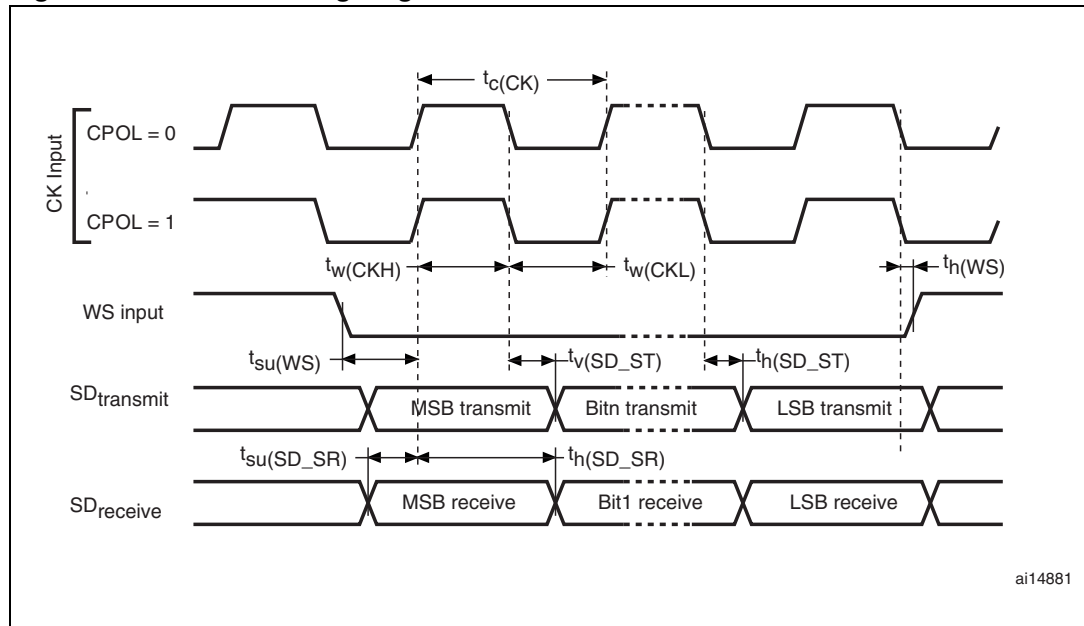 tc(CK)
CK Input
CPOL = 0
CPOL = 1
tw(CKH)
tw(CKL)
th(WS)
WS input
tsu(WS)
tv(SD_ST)
th(SD_ST)
SDtransmit
MSB transmit
Bitn transmit
LSB transmit
tsu(SD_SR)
th(SD_SR)
SDreceive
MSB receive
Bit1 receive
LSB receive
ai14881